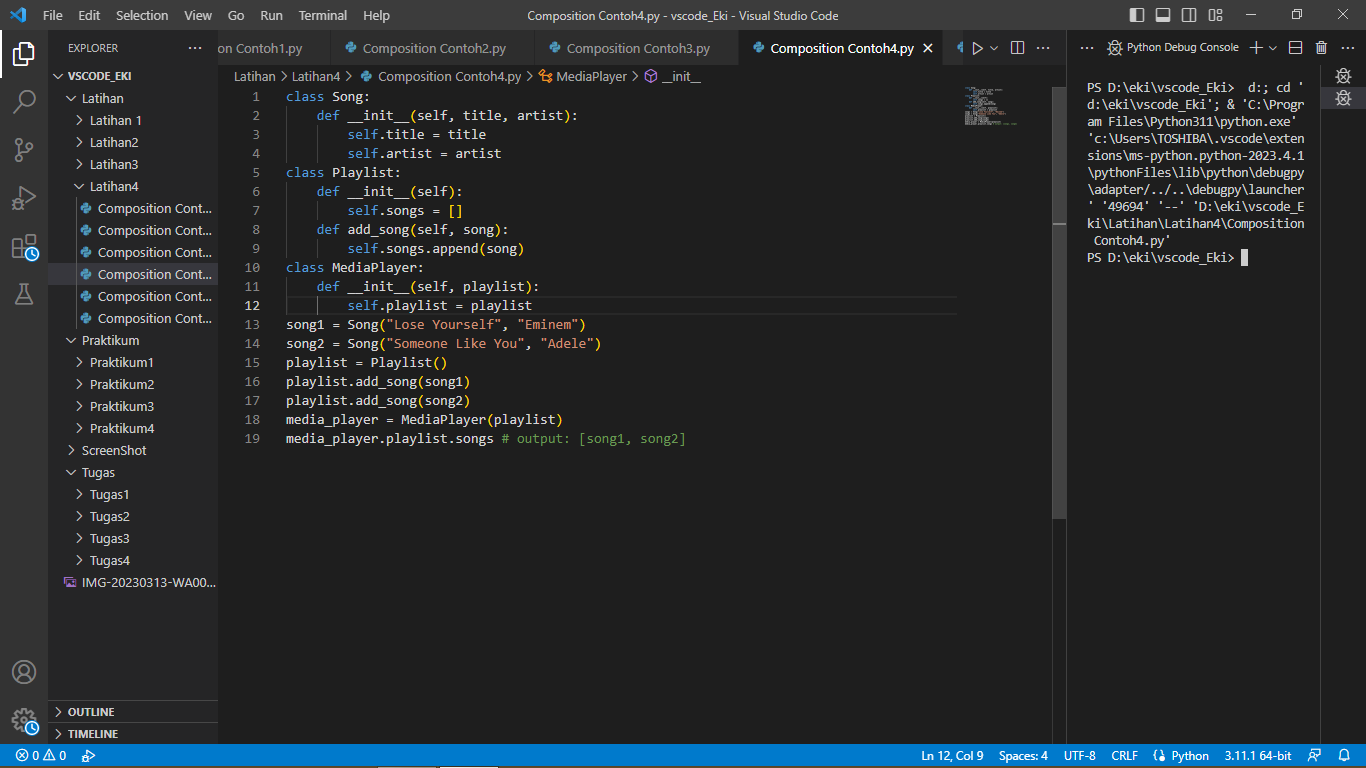 File Edit Selection View Go Run Terminal Help
Composition Contoh4.py - vscode_Eki - Visual Studio Code
EXPLORER
VSCODE_EKI
Latihan
Latihan 1
Latihan2
Latihan3
Latihan4
Composition Cont...
Composition Cont...
Composition Cont...
Composition Cont...
Composition Cont...
Composition Cont...
Praktikum
Praktikum1
Praktikum2
Praktikum3
Praktikum4
ScreenShot
Tugas
Tugas1
Tugas2
Tugas3
Tugas4
IMG-20230313-WA00...
OUTLINE
TIMELINE
on Contoh1.py Composition Contoh2.py Composition Contoh3.py Composition Contoh4.py
Latihan > Latihan4 > Composition Contoh4.py > MediaPlayer > __init__
1 class Song:
2     def __init__(self, title, artist):
3         self.title = title
4         self.artist = artist
5 class Playlist:
6     def __init__(self):
7         self.songs = []
8     def add_song(self, song):
9         self.songs.append(song)
10 class MediaPlayer:
11     def __init__(self, playlist):
12         self.playlist = playlist
13 song1 = Song("Lose Yourself", "Eminem")
14 song2 = Song("Someone Like You", "Adele")
15 playlist = Playlist()
16 playlist.add_song(song1)
17 playlist.add_song(song2)
18 media_player = MediaPlayer(playlist)
19 media_player.playlist.songs # output: [song1, song2]
Python Debug Console
PS D:\eki\vscode_Eki>  d:; cd '
d:\eki\vscode_Eki'; & 'C:\Progr
am Files\Python311\python.exe'
'c:\Users\TOSHIBA\.vscode\exten
sions\ms-python.python-2023.4.1
\pythonFiles\lib\python\debugpy
\adapter/../..\debugpy\launcher
' '49694' '--' 'D:\eki\vscode_E
ki\Latihan\Latihan4\Composition
 Contoh4.py'
PS D:\eki\vscode_Eki>
0 0
Ln 12, Col 9 Spaces: 4 UTF-8 CRLF Python 3.11.1 64-bit